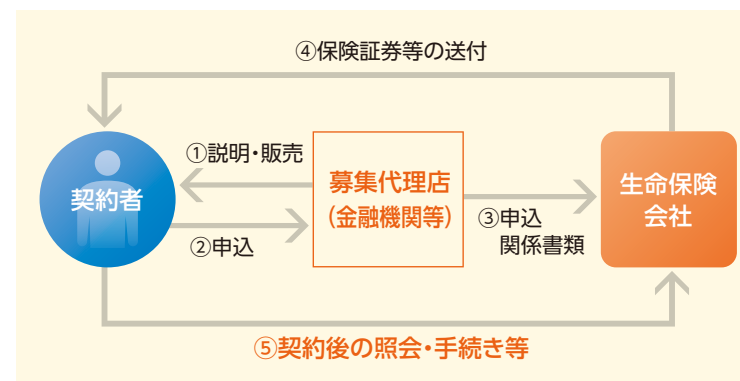 ④保険証券等の送付
①説明・販売
契約者
募集代理店
(金融機関等)
生命保険
会社
②申込
③申込
関係書類
⑤契約後の照会・手続き等